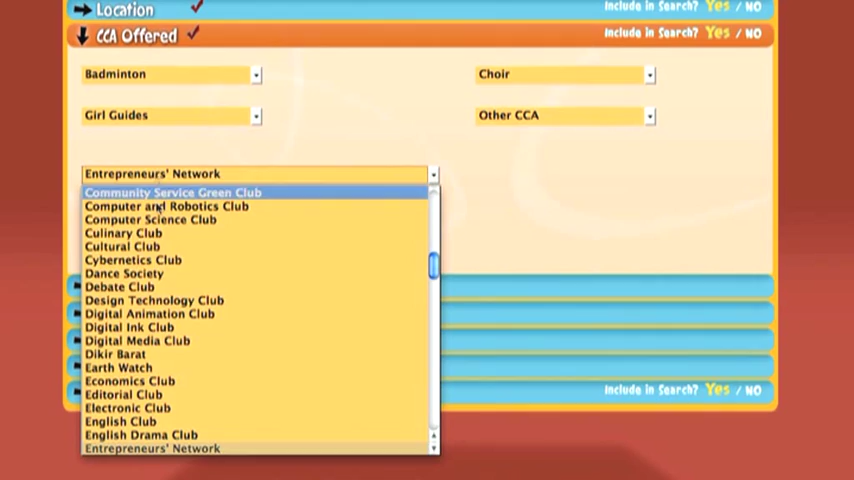 Location Include in Search? Yes / NO
CCA Offered Include in Search? Yes / NO
Badminton Choir
Girl Guides Other CCA
Entrepreneurs' Network
Community Service Green Club
Computer and Robotics Club
Computer Science Club
Culinary Club
Cultural Club
Cybernetics Club
Dance Society
Debate Club
Design Technology Club
Digital Animation Club
Digital Ink Club
Digital Media Club
Dikir Barat
Earth Watch
Economics Club
Include in Search? Yes / NO
Editorial Club
Electronic Club
English Club
English Drama Club
Entrepreneurs' Network